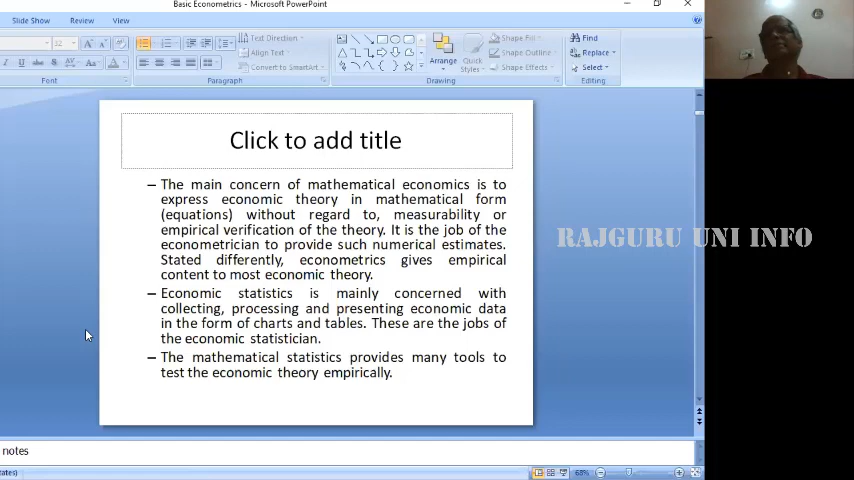 Basic Econometrics - Microsoft PowerPoint
Slide Show Review View
32 A A Aa
Text Direction
Align Text
Convert to SmartArt
Arrange
Quick Styles
Shape Fill
Shape Outline
Shape Effects
Find
Replace
Select
Font Paragraph Drawing Editing
Click to add title
– The main concern of mathematical economics is to
express economic theory in mathematical form
(equations) without regard to, measurability or
empirical verification of the theory. It is the job of the
econometrician to provide such numerical estimates.
Stated differently, econometrics gives empirical
content to most economic theory.
– Economic statistics is mainly concerned with
collecting, processing and presenting economic data
in the form of charts and tables. These are the jobs of
the economic statistician.
– The mathematical statistics provides many tools to
test the economic theory empirically.
RAJGURU UNI INFO
notes
tates)
68%